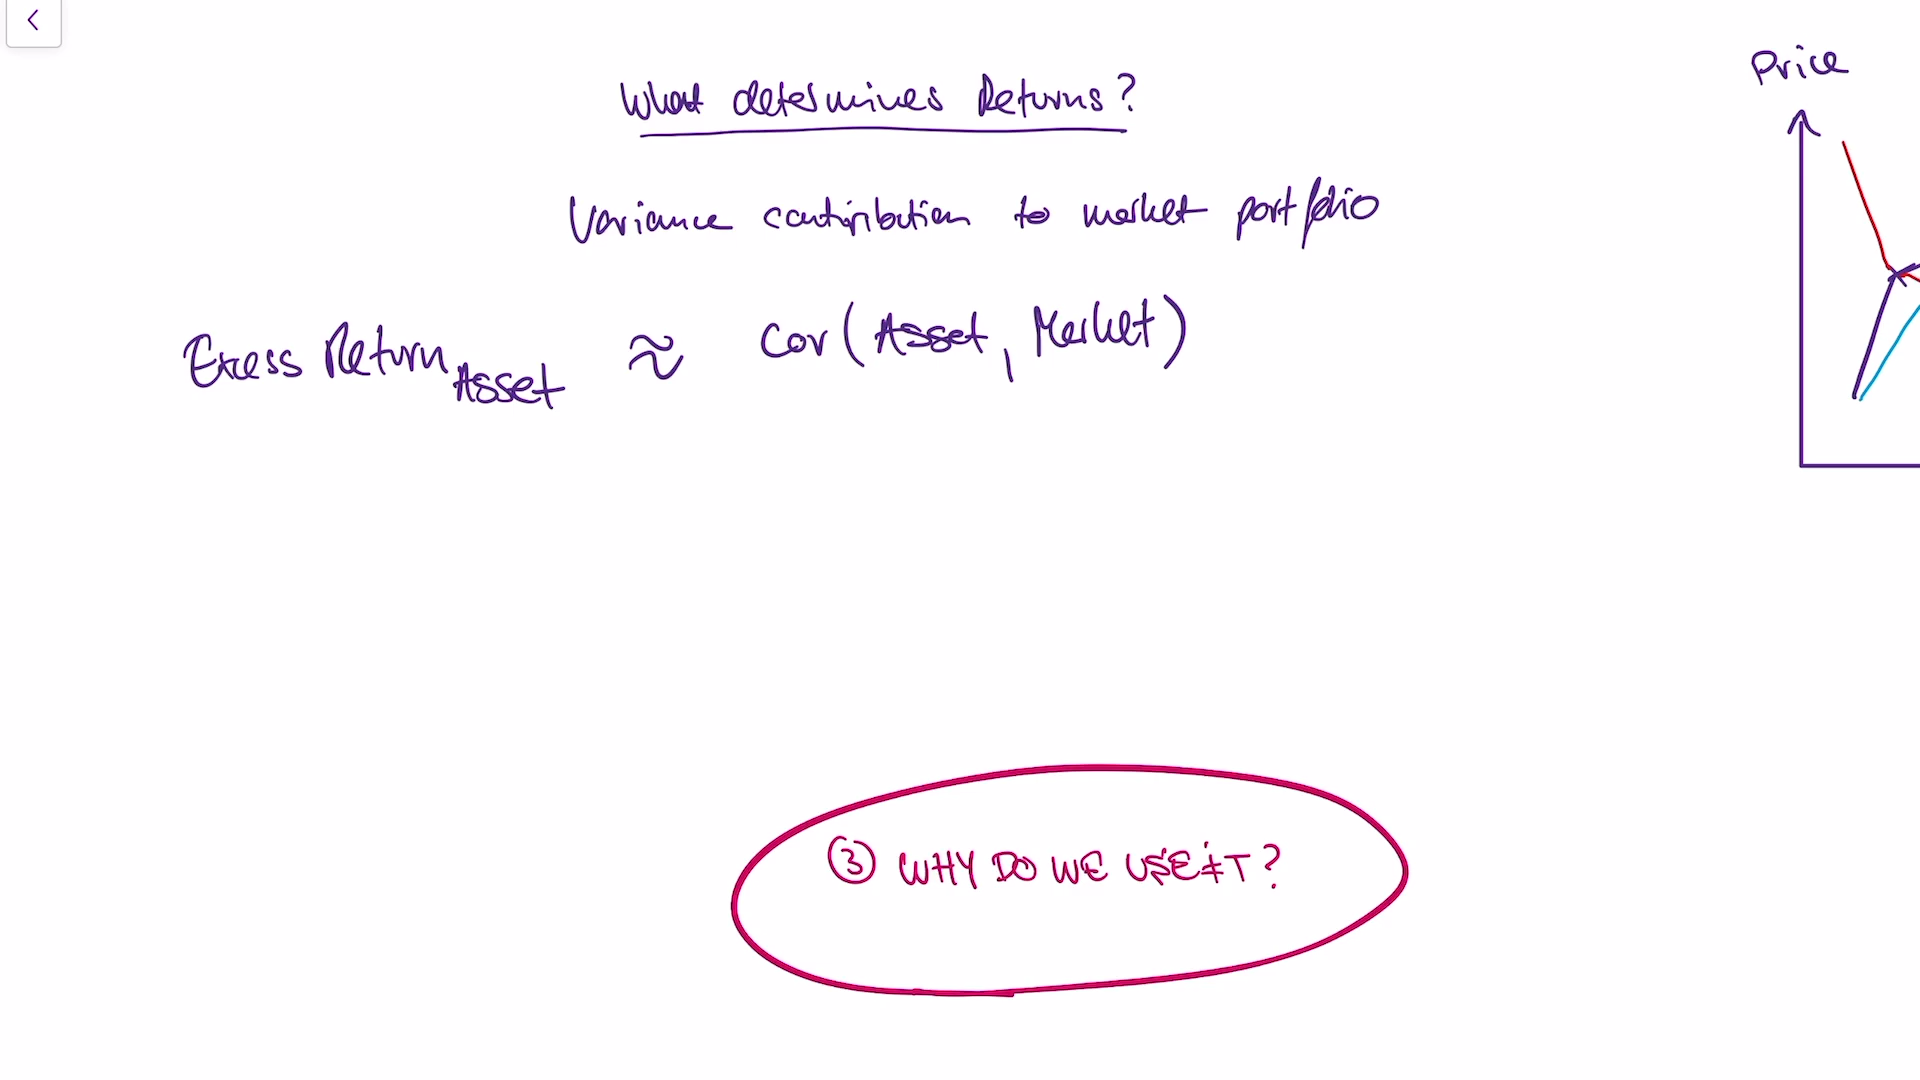 What determines Returns?
Variance contribution to market portfolio
Excess Return Asset ≈ Cov(Asset, Market)
③ WHY DO WE USE IT?
Price